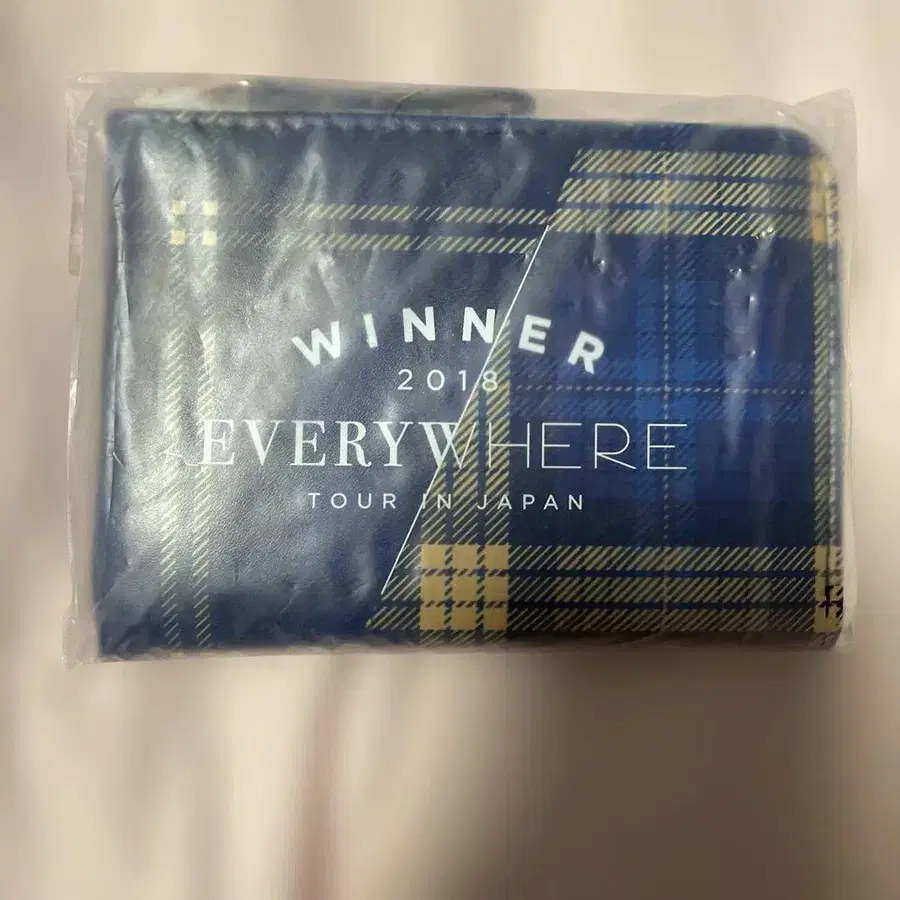 WINNER
2018
EVERYWHERE
TOUR IN JAPAN